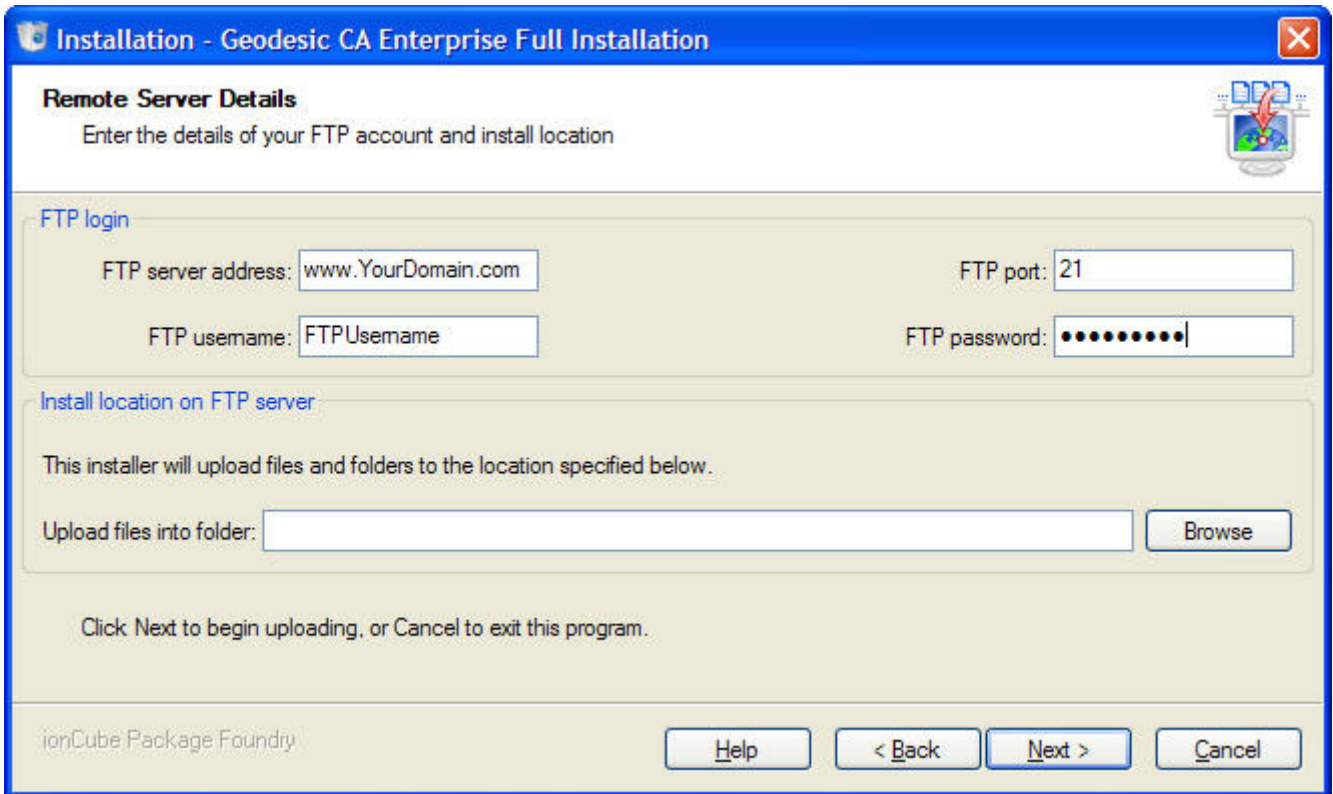 Installation - Geodesic CA Enterprise Full Installation
Remote Server Details
Enter the details of your FTP account and install location
FTP login
FTP server address: www.YourDomain.com FTP port: 21
FTP username: FTPUsername FTP password: •••••••••
Install location on FTP server
This installer will upload files and folders to the location specified below.
Upload files into folder: Browse
Click Next to begin uploading, or Cancel to exit this program.
ionCube Package Foundry Help < Back Next > Cancel